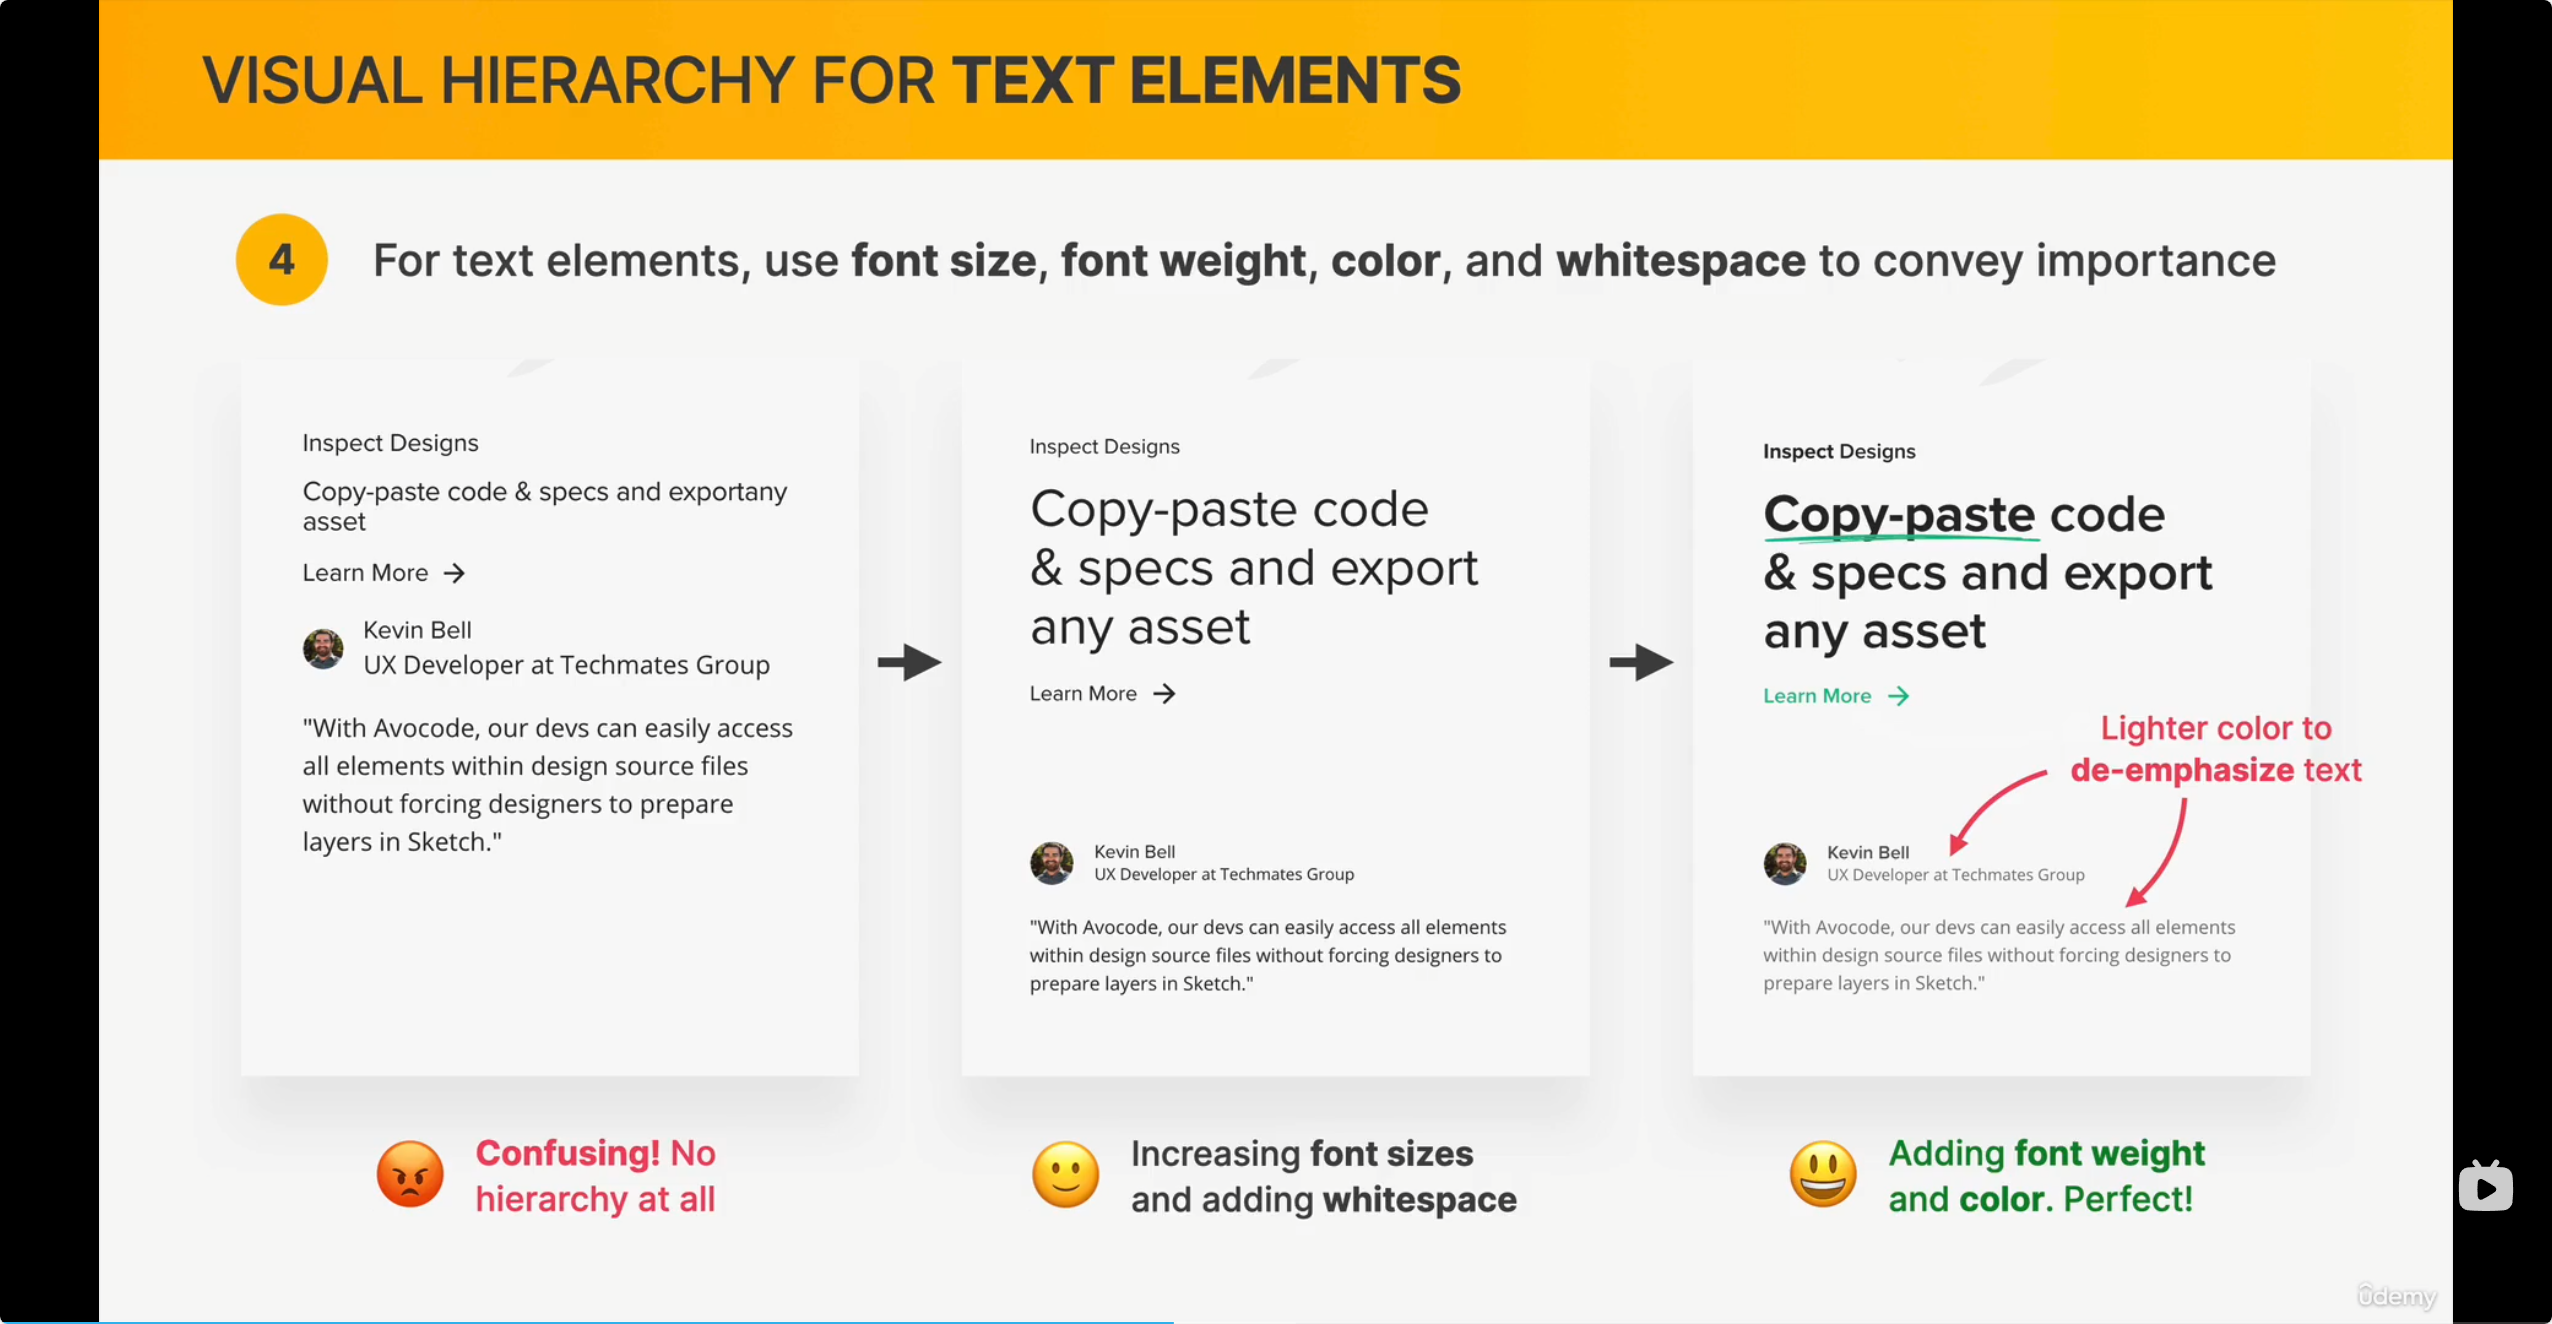 VISUAL HIERARCHY FOR TEXT ELEMENTS
4
For text elements, use font size, font weight, color, and whitespace to convey importance
Inspect Designs
Copy-paste code & specs and exportany
asset
Learn More →
Kevin Bell
UX Developer at Techmates Group
"With Avocode, our devs can easily access
all elements within design source files
without forcing designers to prepare
layers in Sketch."
Confusing! No
hierarchy at all
Inspect Designs
Copy-paste code
& specs and export
any asset
Learn More →
Kevin Bell
UX Developer at Techmates Group
"With Avocode, our devs can easily access all elements
within design source files without forcing designers to
prepare layers in Sketch."
Increasing font sizes
and adding whitespace
Inspect Designs
Copy-paste code
& specs and export
any asset
Learn More →
Lighter color to
de-emphasize text
Kevin Bell
UX Developer at Techmates Group
"With Avocode, our devs can easily access all elements
within design source files without forcing designers to
prepare layers in Sketch."
Adding font weight
and color. Perfect!
ûdemy